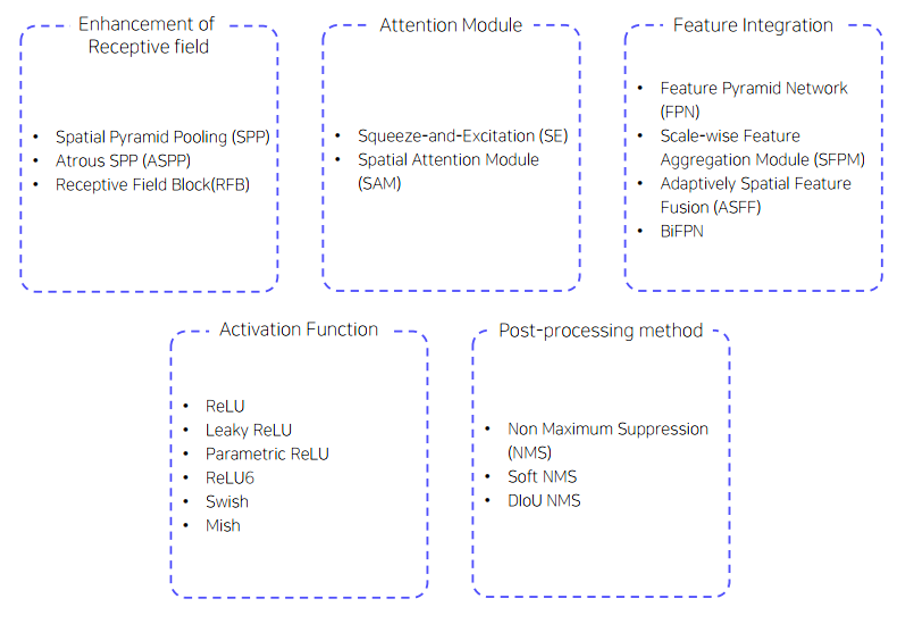 Enhancement of
Receptive field
• Spatial Pyramid Pooling (SPP)
• Atrous SPP (ASPP)
• Receptive Field Block(RFB)
Attention Module
• Squeeze-and-Excitation (SE)
• Spatial Attention Module
(SAM)
Feature Integration
• Feature Pyramid Network
(FPN)
• Scale-wise Feature
Aggregation Module (SFPM)
• Adaptively Spatial Feature
Fusion (ASFF)
• BiFPN
Activation Function
• ReLU
• Leaky ReLU
• Parametric ReLU
• ReLU6
• Swish
• Mish
Post-processing method
• Non Maximum Suppression
(NMS)
• Soft NMS
• DIoU NMS